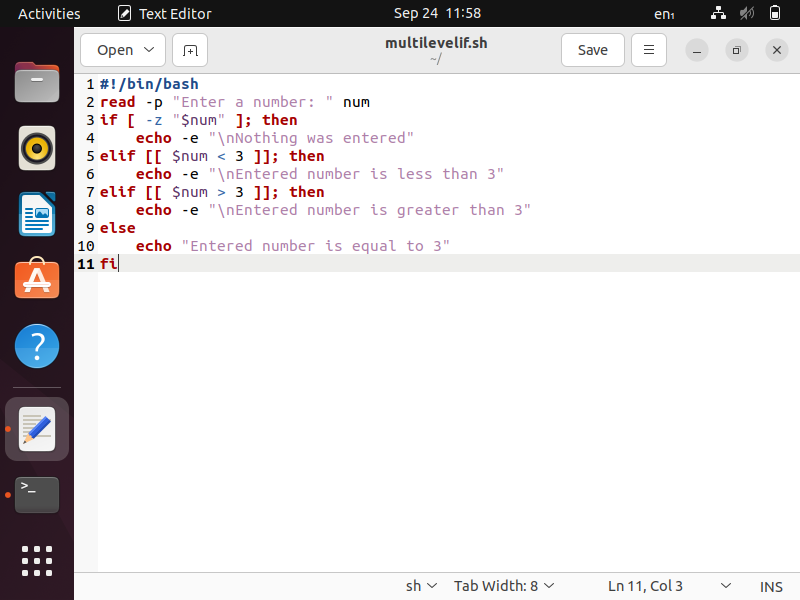 Activities Text Editor Sep 24 11:58 en₁
Open multilevelif.sh Save
~/
1 #!/bin/bash
2 read -p "Enter a number: " num
3 if [ -z "$num" ]; then
4     echo -e "\nNothing was entered"
5 elif [[ $num < 3 ]]; then
6     echo -e "\nEntered number is less than 3"
7 elif [[ $num > 3 ]]; then
8     echo -e "\nEntered number is greater than 3"
9 else
10     echo "Entered number is equal to 3"
11 fi
>_
?
sh Tab Width: 8 Ln 11, Col 3 INS